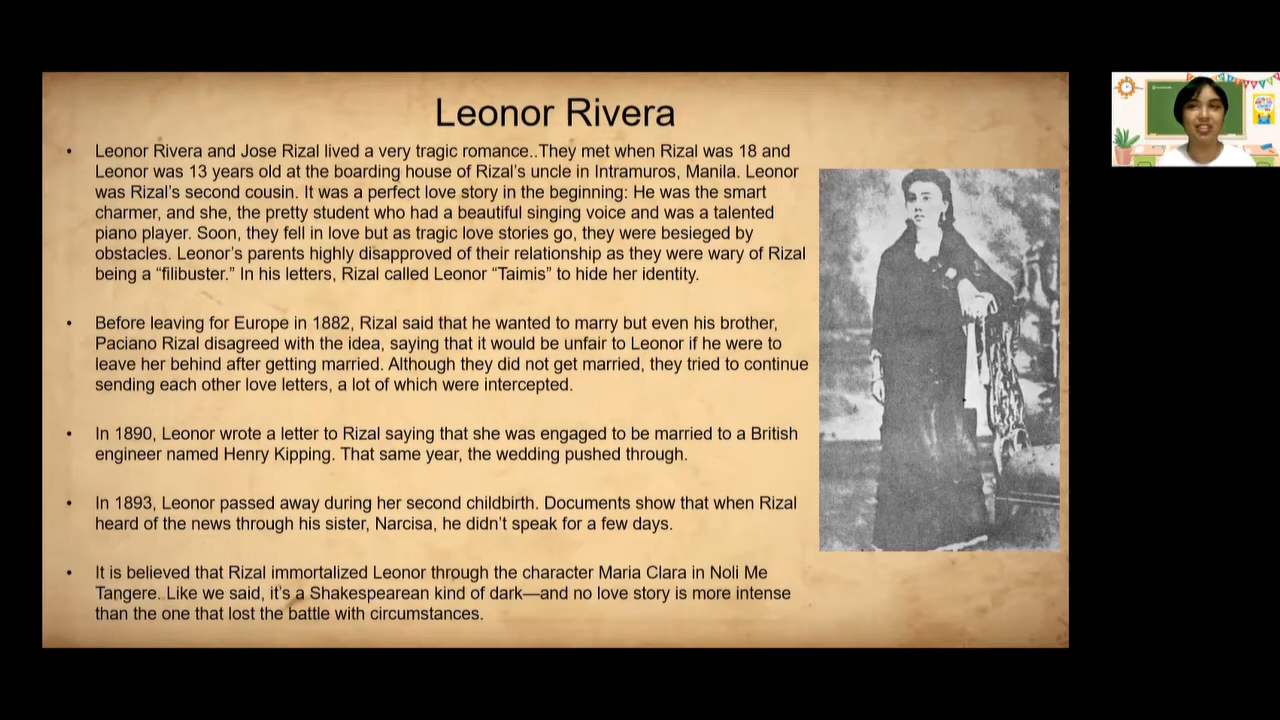 Leonor Rivera
• Leonor Rivera and Jose Rizal lived a very tragic romance..They met when Rizal was 18 and
Leonor was 13 years old at the boarding house of Rizal's uncle in Intramuros, Manila. Leonor
was Rizal's second cousin. It was a perfect love story in the beginning: He was the smart
charmer, and she, the pretty student who had a beautiful singing voice and was a talented
piano player. Soon, they fell in love but as tragic love stories go, they were besieged by
obstacles. Leonor's parents highly disapproved of their relationship as they were wary of Rizal
being a “filibuster.” In his letters, Rizal called Leonor “Taimis” to hide her identity.
• Before leaving for Europe in 1882, Rizal said that he wanted to marry but even his brother,
Paciano Rizal disagreed with the idea, saying that it would be unfair to Leonor if he were to
leave her behind after getting married. Although they did not get married, they tried to continue
sending each other love letters, a lot of which were intercepted.
• In 1890, Leonor wrote a letter to Rizal saying that she was engaged to be married to a British
engineer named Henry Kipping. That same year, the wedding pushed through.
• In 1893, Leonor passed away during her second childbirth. Documents show that when Rizal
heard of the news through his sister, Narcisa, he didn't speak for a few days.
• It is believed that Rizal immortalized Leonor through the character Maria Clara in Noli Me
Tangere. Like we said, it's a Shakespearean kind of dark—and no love story is more intense
than the one that lost the battle with circumstances.